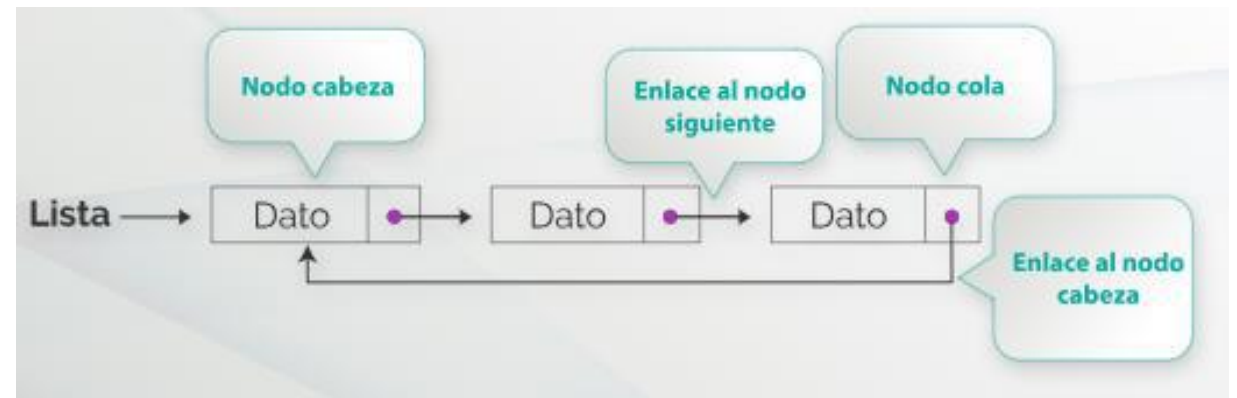 Nodo cabeza
Enlace al nodo
siguiente
Nodo cola
Lista
Dato
Dato
Dato
Enlace al nodo
cabeza